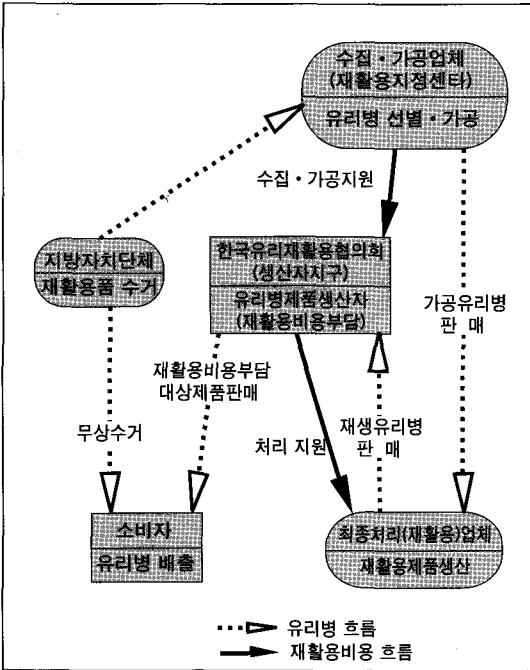 수집·가공업체
(재활용지정센타)
유리병 선별·가공
수집·가공지원
지방자치단체
재활용품 수거
한국유리재활용협의회
(생산자지구)
유리병제품생산자
(재활용비용부담)
가공유리병
판 매
재활용비용부담
대상제품판매
무상수거
처리 지원
재생유리병
판 매
소비자
유리병 배출
최종처리(재활용)업체
재활용제품생산
유리병 흐름
재활용비용 흐름